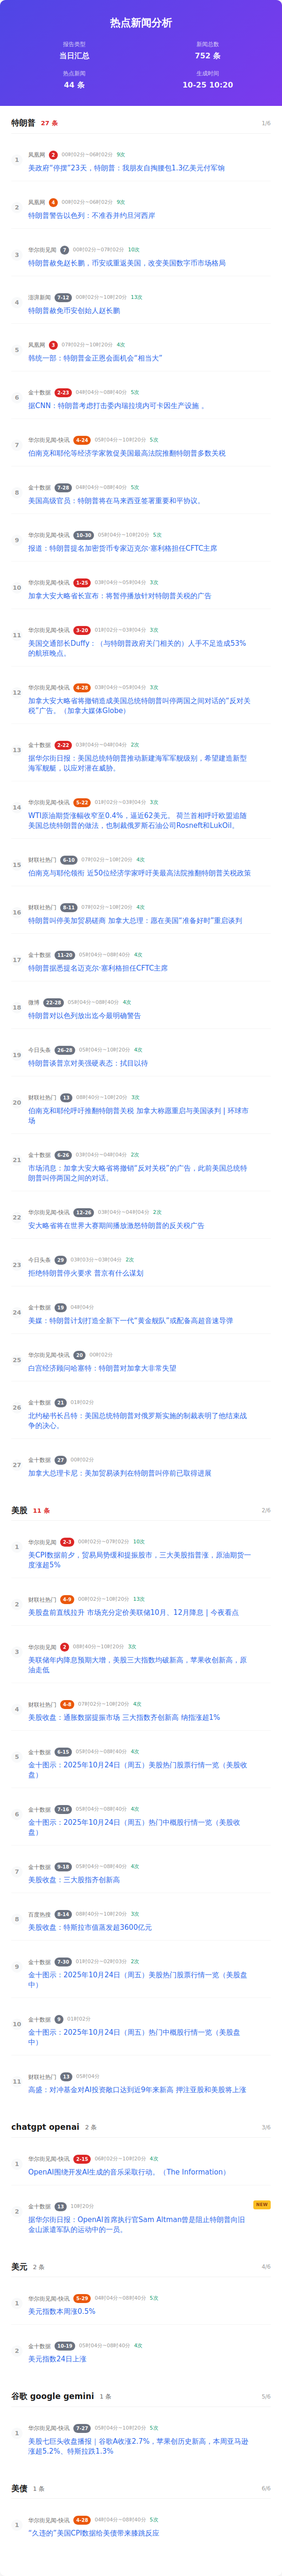 热点新闻分析
报告类型
新闻总数
当日汇总
752 条
热点新闻
生成时间
44 条
10-25 10:20
特朗普 27 条 1/6
1 凤凰网 2 00时02分~06时02分 9次
美政府“停摆”23天，特朗普：我朋友自掏腰包1.3亿美元付军饷
2 凤凰网 4 00时02分~06时02分 9次
特朗普警告以色列：不准吞并约旦河西岸
3 华尔街见闻 7 00时02分~07时02分 10次
特朗普赦免赵长鹏，币安或重返美国，改变美国数字货币市场格局
4 澎湃新闻 7-12 00时02分~10时20分 13次
特朗普赦免币安创始人赵长鹏
5 凤凰网 3 07时02分~10时20分 4次
韩统一部：特朗普金正恩会面机会“相当大”
6 金十数据 2-23 04时04分~08时40分 5次
据CNN：特朗普考虑打击委内瑞拉境内可卡因生产设施 。
7 华尔街见闻-快讯 4-24 05时04分~10时20分 5次
伯南克和耶伦等经济学家敦促美国最高法院推翻特朗普多数关税
8 金十数据 7-28 04时04分~08时40分 5次
美国高级官员：特朗普将在马来西亚签署重要和平协议。
9 华尔街见闻-快讯 10-30 05时04分~10时20分 5次
报道：特朗普提名加密货币专家迈克尔·塞利格担任CFTC主席
10 华尔街见闻-快讯 1-25 03时04分~05时04分 3次
加拿大安大略省长宣布：将暂停播放针对特朗普关税的广告
11 华尔街见闻-快讯 3-20 01时02分~03时04分 3次
美国交通部长Duffy：（与特朗普政府关门相关的）人手不足造成53%
的航班晚点。
12 华尔街见闻-快讯 4-28 03时04分~05时04分 3次
加拿大安大略省将撤销造成美国总统特朗普叫停两国之间对话的“反对关
税”广告。（加拿大媒体Globe）
13 金十数据 2-22 03时04分~04时04分 2次
据华尔街日报：美国总统特朗普推动新建海军军舰级别，希望建造新型
海军舰艇，以应对潜在威胁。
14 华尔街见闻-快讯 5-22 01时02分~03时04分 3次
WTI原油期货涨幅收窄至0.4%，逼近62美元。 荷兰首相呼吁欧盟追随
美国总统特朗普的做法，也制裁俄罗斯石油公司Rosneft和LukOil。
15 财联社热门 6-10 07时02分~10时20分 4次
伯南克与耶伦领衔 近50位经济学家呼吁美最高法院推翻特朗普关税政策
16 财联社热门 9-11 07时02分~10时20分 4次
特朗普叫停美加贸易磋商 加拿大总理：愿在美国“准备好时”重启谈判
17 金十数据 11-20 05时04分~08时40分 4次
特朗普据悉提名迈克尔·塞利格担任CFTC主席
18 微博 22-28 05时04分~08时40分 4次
特朗普对以色列放出迄今最明确警告
19 今日头条 26-28 05时04分~10时20分 4次
特朗普谈普京对美强硬表态：拭目以待
20 财联社热门 13 08时40分~10时20分 3次
伯南克和耶伦呼吁推翻特朗普关税 加拿大称愿重启与美国谈判 | 环球市
场
21 金十数据 6-26 03时04分~04时04分 2次
市场消息：加拿大安大略省将撤销“反对关税”的广告，此前美国总统特
朗普叫停两国之间的对话。
22 华尔街见闻-快讯 12-26 03时04分~04时04分 2次
安大略省将在世界大赛期间播放激怒特朗普的反关税广告
23 今日头条 29 03时03分~03时04分 2次
拒绝特朗普停火要求 普京有什么谋划
24 金十数据 19 04时04分
美媒：特朗普计划打造全新下一代“黄金舰队”或配备高超音速导弹
25 华尔街见闻-快讯 20 00时02分
白宫经济顾问哈塞特：特朗普对加拿大非常失望
26 金十数据 21 01时02分
北约秘书长吕特：美国总统特朗普对俄罗斯实施的制裁表明了他结束战
争的决心。
27 金十数据 27 00时02分
加拿大总理卡尼：美加贸易谈判在特朗普叫停前已取得进展
美股 11 条 2/6
1 华尔街见闻 2-3 00时02分~07时02分 10次
美CPI数据前夕，贸易局势缓和提振股市，三大美股指普涨，原油期货一
度涨超5%
2 财联社热门 4-9 00时02分~10时20分 13次
美股盘前直线拉升 市场充分定价美联储10月、12月降息 | 今夜看点
3 华尔街见闻 2 08时40分~10时20分 3次
美联储年内降息预期大增，美股三大指数均破新高，苹果收创新高，原
油走低
4 财联社热门 4-8 07时02分~10时20分 4次
美股收盘：通胀数据提振市场 三大指数齐创新高 纳指涨超1%
5 金十数据 6-15 05时04分~08时40分 4次
金十图示：2025年10月24日（周五）美股热门股票行情一览（美股收
盘）
6 金十数据 7-16 05时04分~08时40分 4次
金十图示：2025年10月24日（周五）热门中概股行情一览（美股收
盘）
7 金十数据 9-18 05时04分~08时40分 4次
美股收盘：三大股指齐创新高
8 百度热搜 8-14 08时40分~10时20分 3次
美股收盘：特斯拉市值蒸发超3600亿元
9 金十数据 7-30 01时02分~02时03分 2次
金十图示：2025年10月24日（周五）美股热门股票行情一览（美股盘
中）
10 金十数据 9 01时02分
金十图示：2025年10月24日（周五）热门中概股行情一览（美股盘
中）
11 财联社热门 13 05时04分
高盛：对冲基金对AI投资敞口达到近9年来新高 押注亚股和美股将上涨
chatgpt openai 2 条 3/6
1 华尔街见闻-快讯 2-15 06时02分~10时20分 4次
OpenAI围绕开发AI生成的音乐采取行动。（The Information）
NEW
2 金十数据 13 10时20分
据华尔街日报：OpenAI首席执行官Sam Altman曾是阻止特朗普向旧
金山派遣军队的运动中的一员。
美元 2 条 4/6
1 华尔街见闻-快讯 5-29 04时04分~08时40分 5次
美元指数本周涨0.5%
2 金十数据 10-19 05时04分~08时40分 4次
美元指数24日上涨
谷歌 google gemini 1 条 5/6
1 华尔街见闻-快讯 7-27 05时04分~10时20分 5次
美股七巨头收盘播报｜谷歌A收涨2.7%，苹果创历史新高，本周亚马逊
涨超5.2%、特斯拉跌1.3%
美债 1 条 6/6
1 华尔街见闻-快讯 4-28 04时04分~08时40分 5次
“久违的”美国CPI数据给美债带来膝跳反应